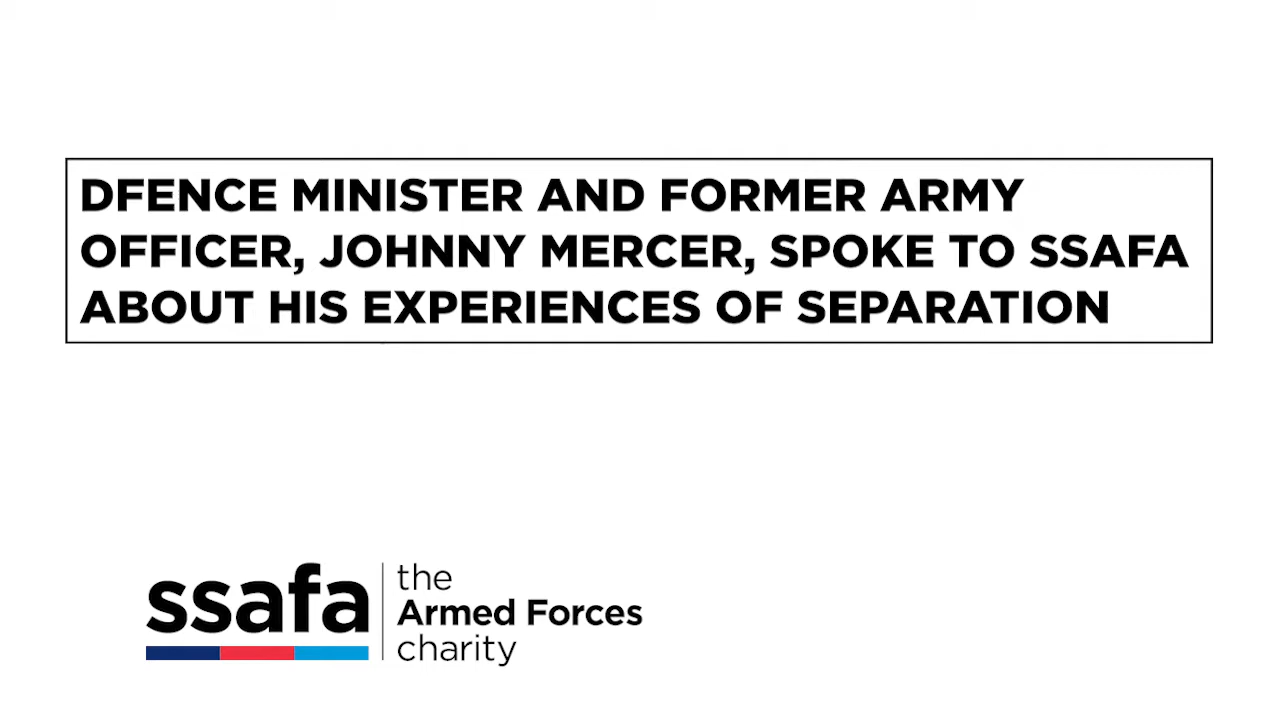 DFENCE MINISTER AND FORMER ARMY
OFFICER, JOHNNY MERCER, SPOKE TO SSAFA
ABOUT HIS EXPERIENCES OF SEPARATION
ssafa
the
Armed Forces
charity